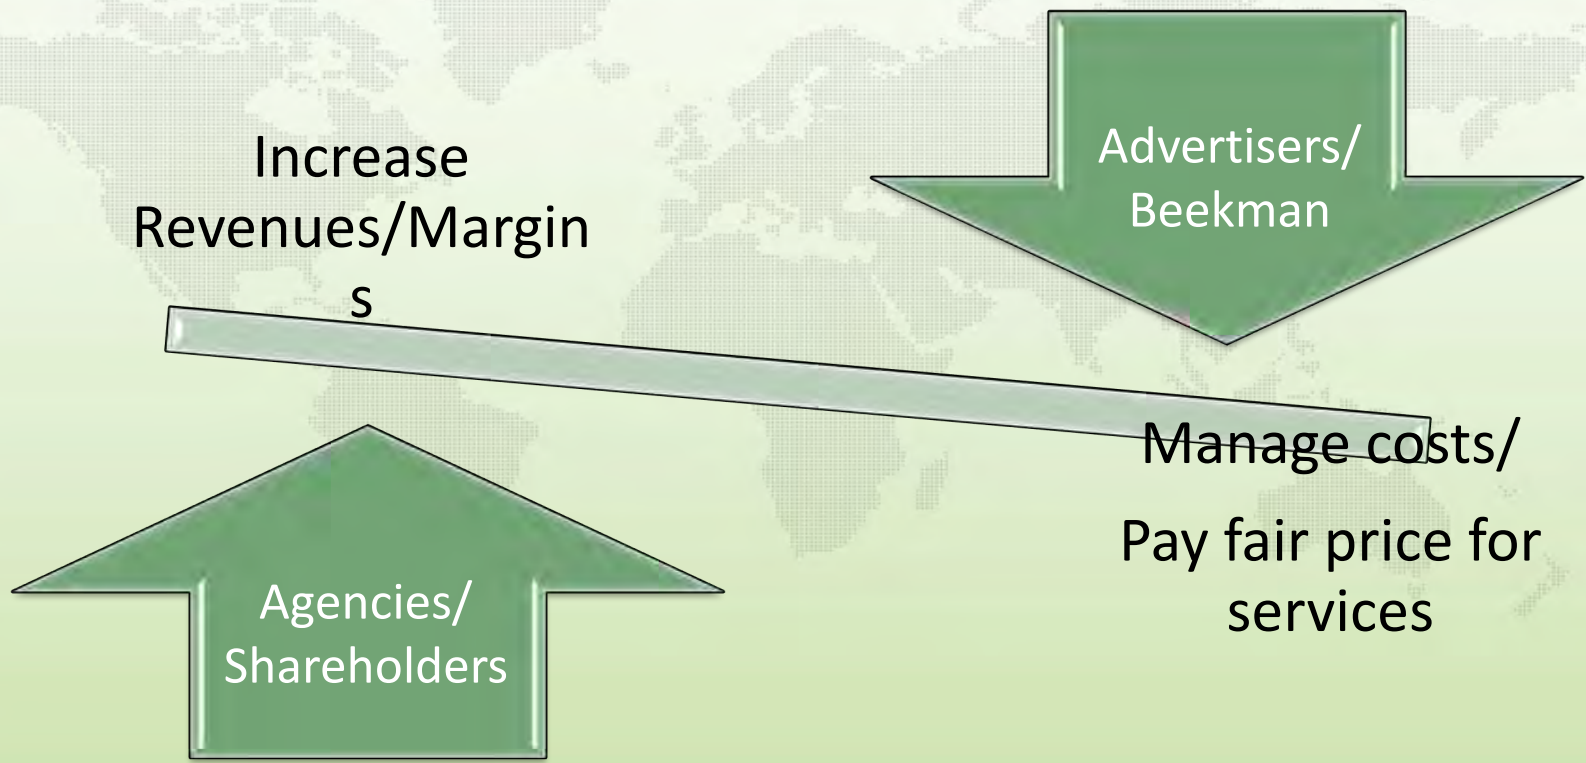 Increase
Revenues/Margin
s
Advertisers/
Beekman
Agencies/
Shareholders
Manage costs/
Pay fair price for
services